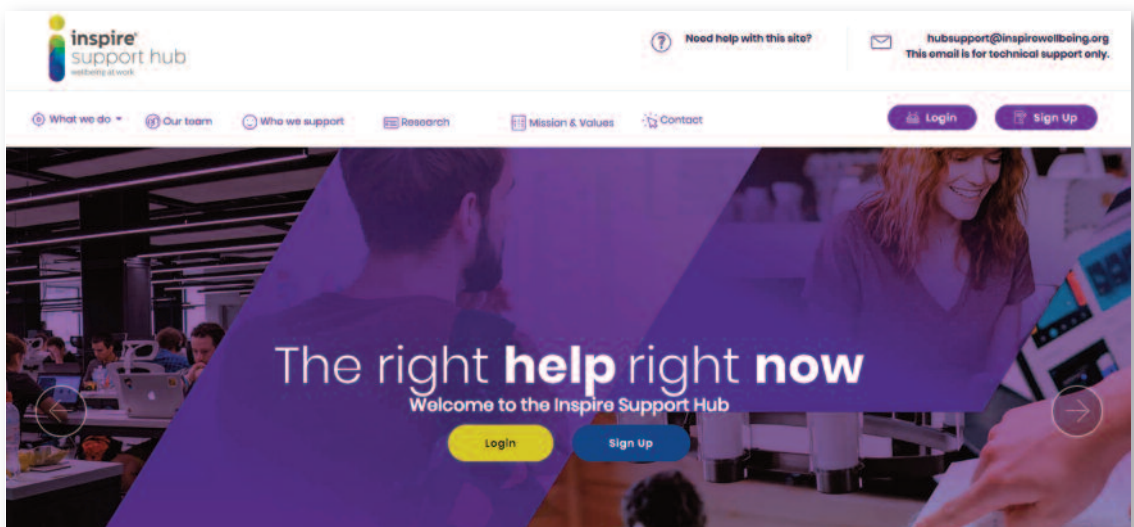 inspire
support hub
wellbeing at work
Need help with this site?
hubsupport@inspirewellbeing.org
This email is for technical support only.
What we do
Our team
Who we support
Research
Mission & Values
Contact
Login
Sign Up
The right help right now
Welcome to the Inspire Support Hub
Login
Sign Up